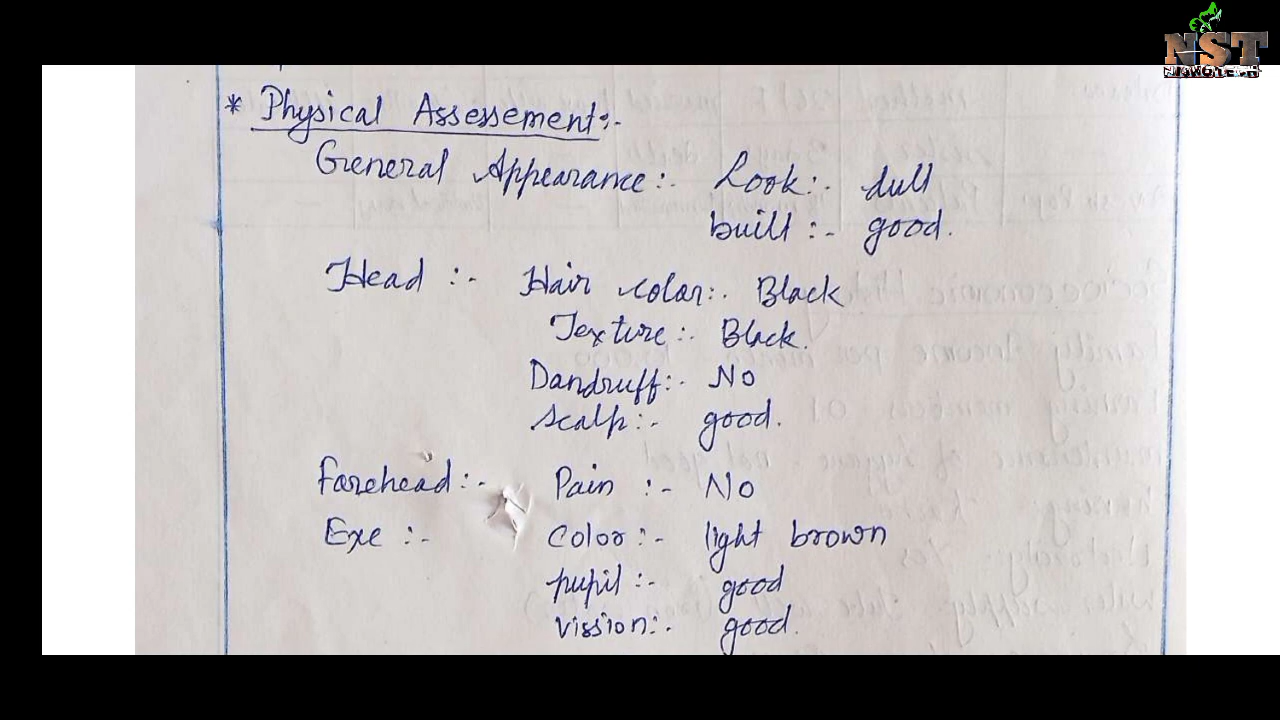 NST
* Physical Assessement:-
General Appearance:- Look:- dull
built :- good.
Head :- Hair color:- Black
Texture:- Black.
Dandruff:- No
Scalp:- good.
Forehead:- Pain :- No
Exe :- Color:- light brown
pupil:- good
vission:- good.